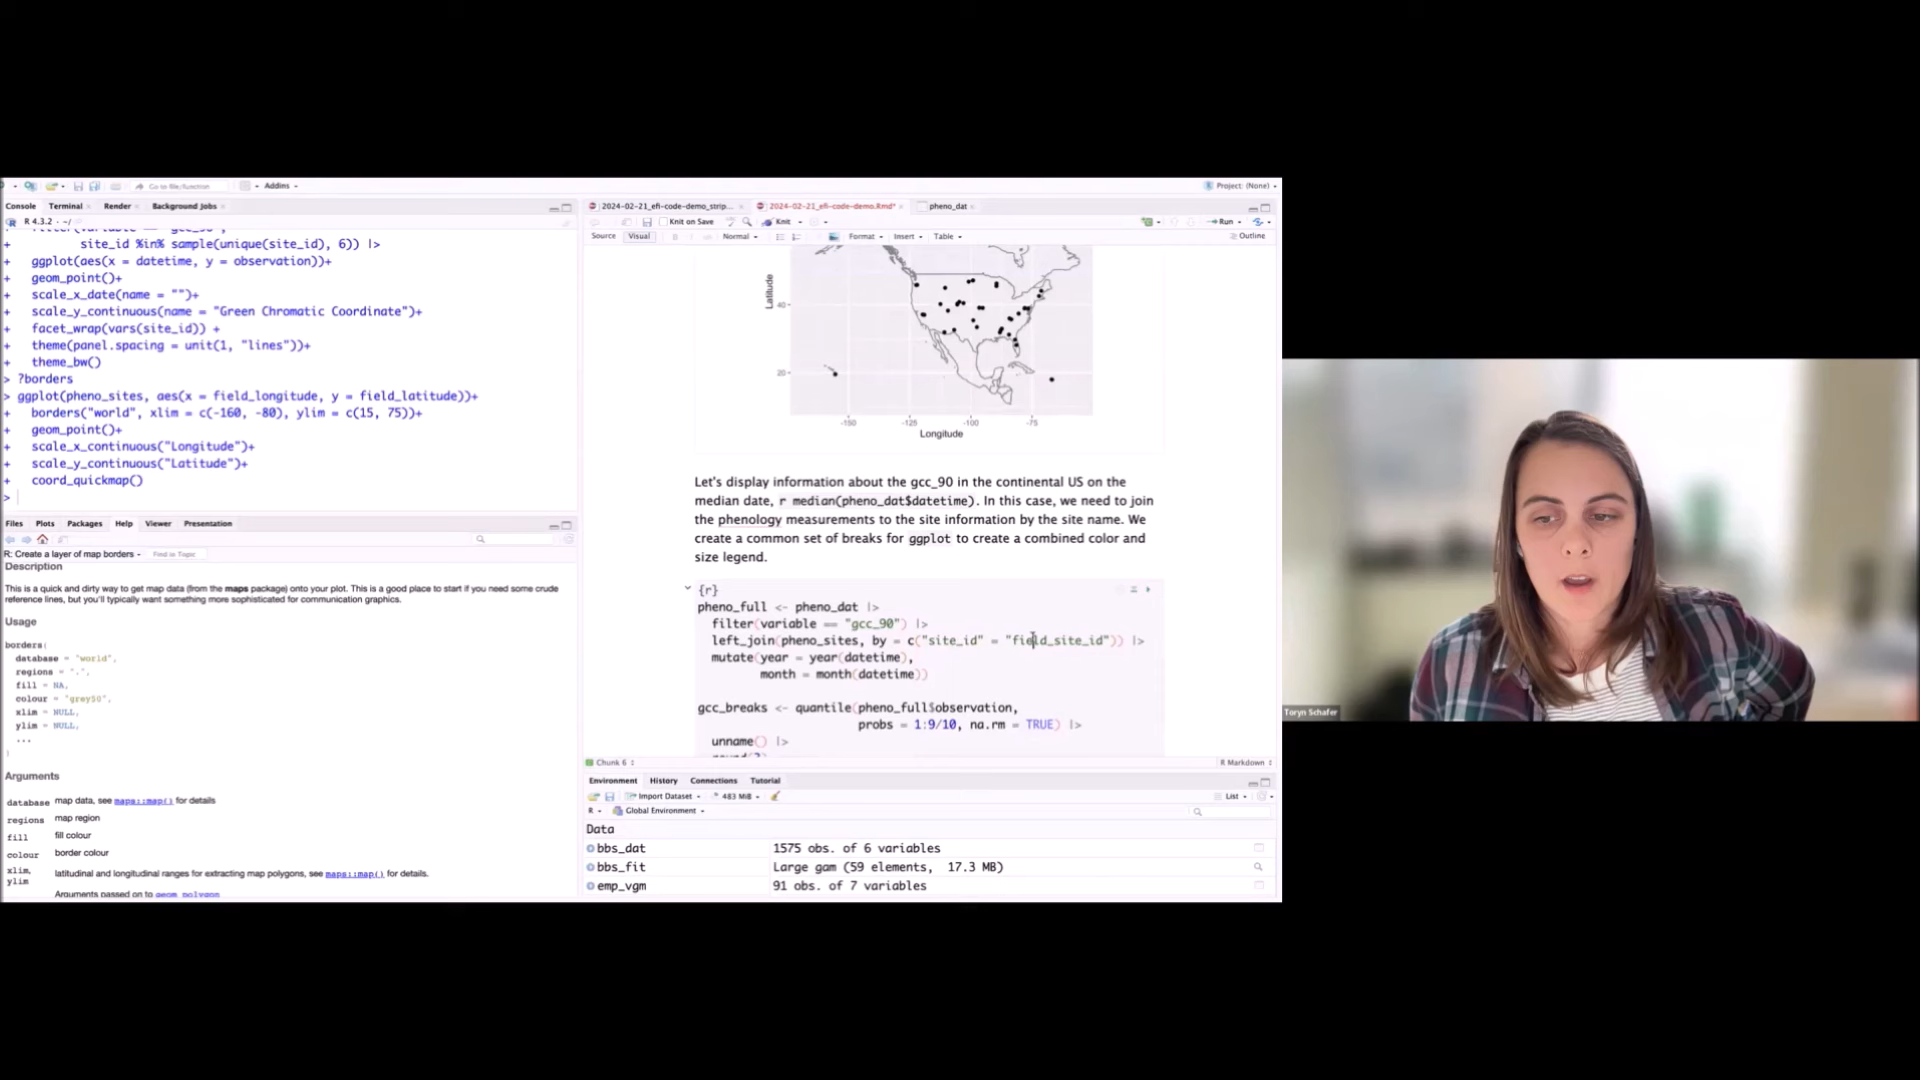 Go to file/function
Addins
Project: (None)
Console Terminal Render Background Jobs
R 4.3.2 · ~/
+ site_id %in% sample(unique(site_id), 6)) |>
+ ggplot(aes(x = datetime, y = observation))+
+ geom_point()+
+ scale_x_date(name = "")+
+ scale_y_continuous(name = "Green Chromatic Coordinate")+
+ facet_wrap(vars(site_id)) +
+ theme(panel.spacing = unit(1, "lines"))+
+ theme_bw()
> ?borders
> ggplot(pheno_sites, aes(x = field_longitude, y = field_latitude))+
+ borders("world", xlim = c(-160, -80), ylim = c(15, 75))+
+ geom_point()+
+ scale_x_continuous("Longitude")+
+ scale_y_continuous("Latitude")+
+ coord_quickmap()
>
Files Plots Packages Help Viewer Presentation
R: Create a layer of map borders
Find in Topic
Description
This is a quick and dirty way to get map data (from the maps package) onto your plot. This is a good place to start if you need some crude
reference lines, but you'll typically want something more sophisticated for communication graphics.
Usage
borders(
database = "world",
regions = ".",
fill = NA,
colour = "grey50",
xlim = NULL,
ylim = NULL,
...
)
Arguments
database map data, see maps::map() for details
regions map region
fill fill colour
colour border colour
xlim, ylim latitudinal and longitudinal ranges for extracting map polygons, see maps::map() for details.
Arguments passed on to geom_polygon
2024-02-21_efi-code-demo_strip...
2024-02-21_efi-code-demo.Rmd*
pheno_dat
Knit on Save
Knit
Run
Source Visual
Normal
Format
Insert
Table
Outline
Latitude
40
20
-150 -125 -100 -75
Longitude
Let's display information about the gcc_90 in the continental US on the
median date, r median(pheno_dat$datetime). In this case, we need to join
the phenology measurements to the site information by the site name. We
create a common set of breaks for ggplot to create a combined color and
size legend.
{r}
pheno_full <- pheno_dat |>
filter(variable == "gcc_90") |>
left_join(pheno_sites, by = c("site_id" = "field_site_id")) |>
mutate(year = year(datetime),
month = month(datetime))
gcc_breaks <- quantile(pheno_full$observation,
probs = 1:9/10, na.rm = TRUE) |>
unname() |>
Chunk 6
R Markdown
Environment History Connections Tutorial
Import Dataset
483 MiB
List
R
Global Environment
Data
bbs_dat 1575 obs. of 6 variables
bbs_fit Large gam (59 elements, 17.3 MB)
emp_vgm 91 obs. of 7 variables
Toryn Schafer